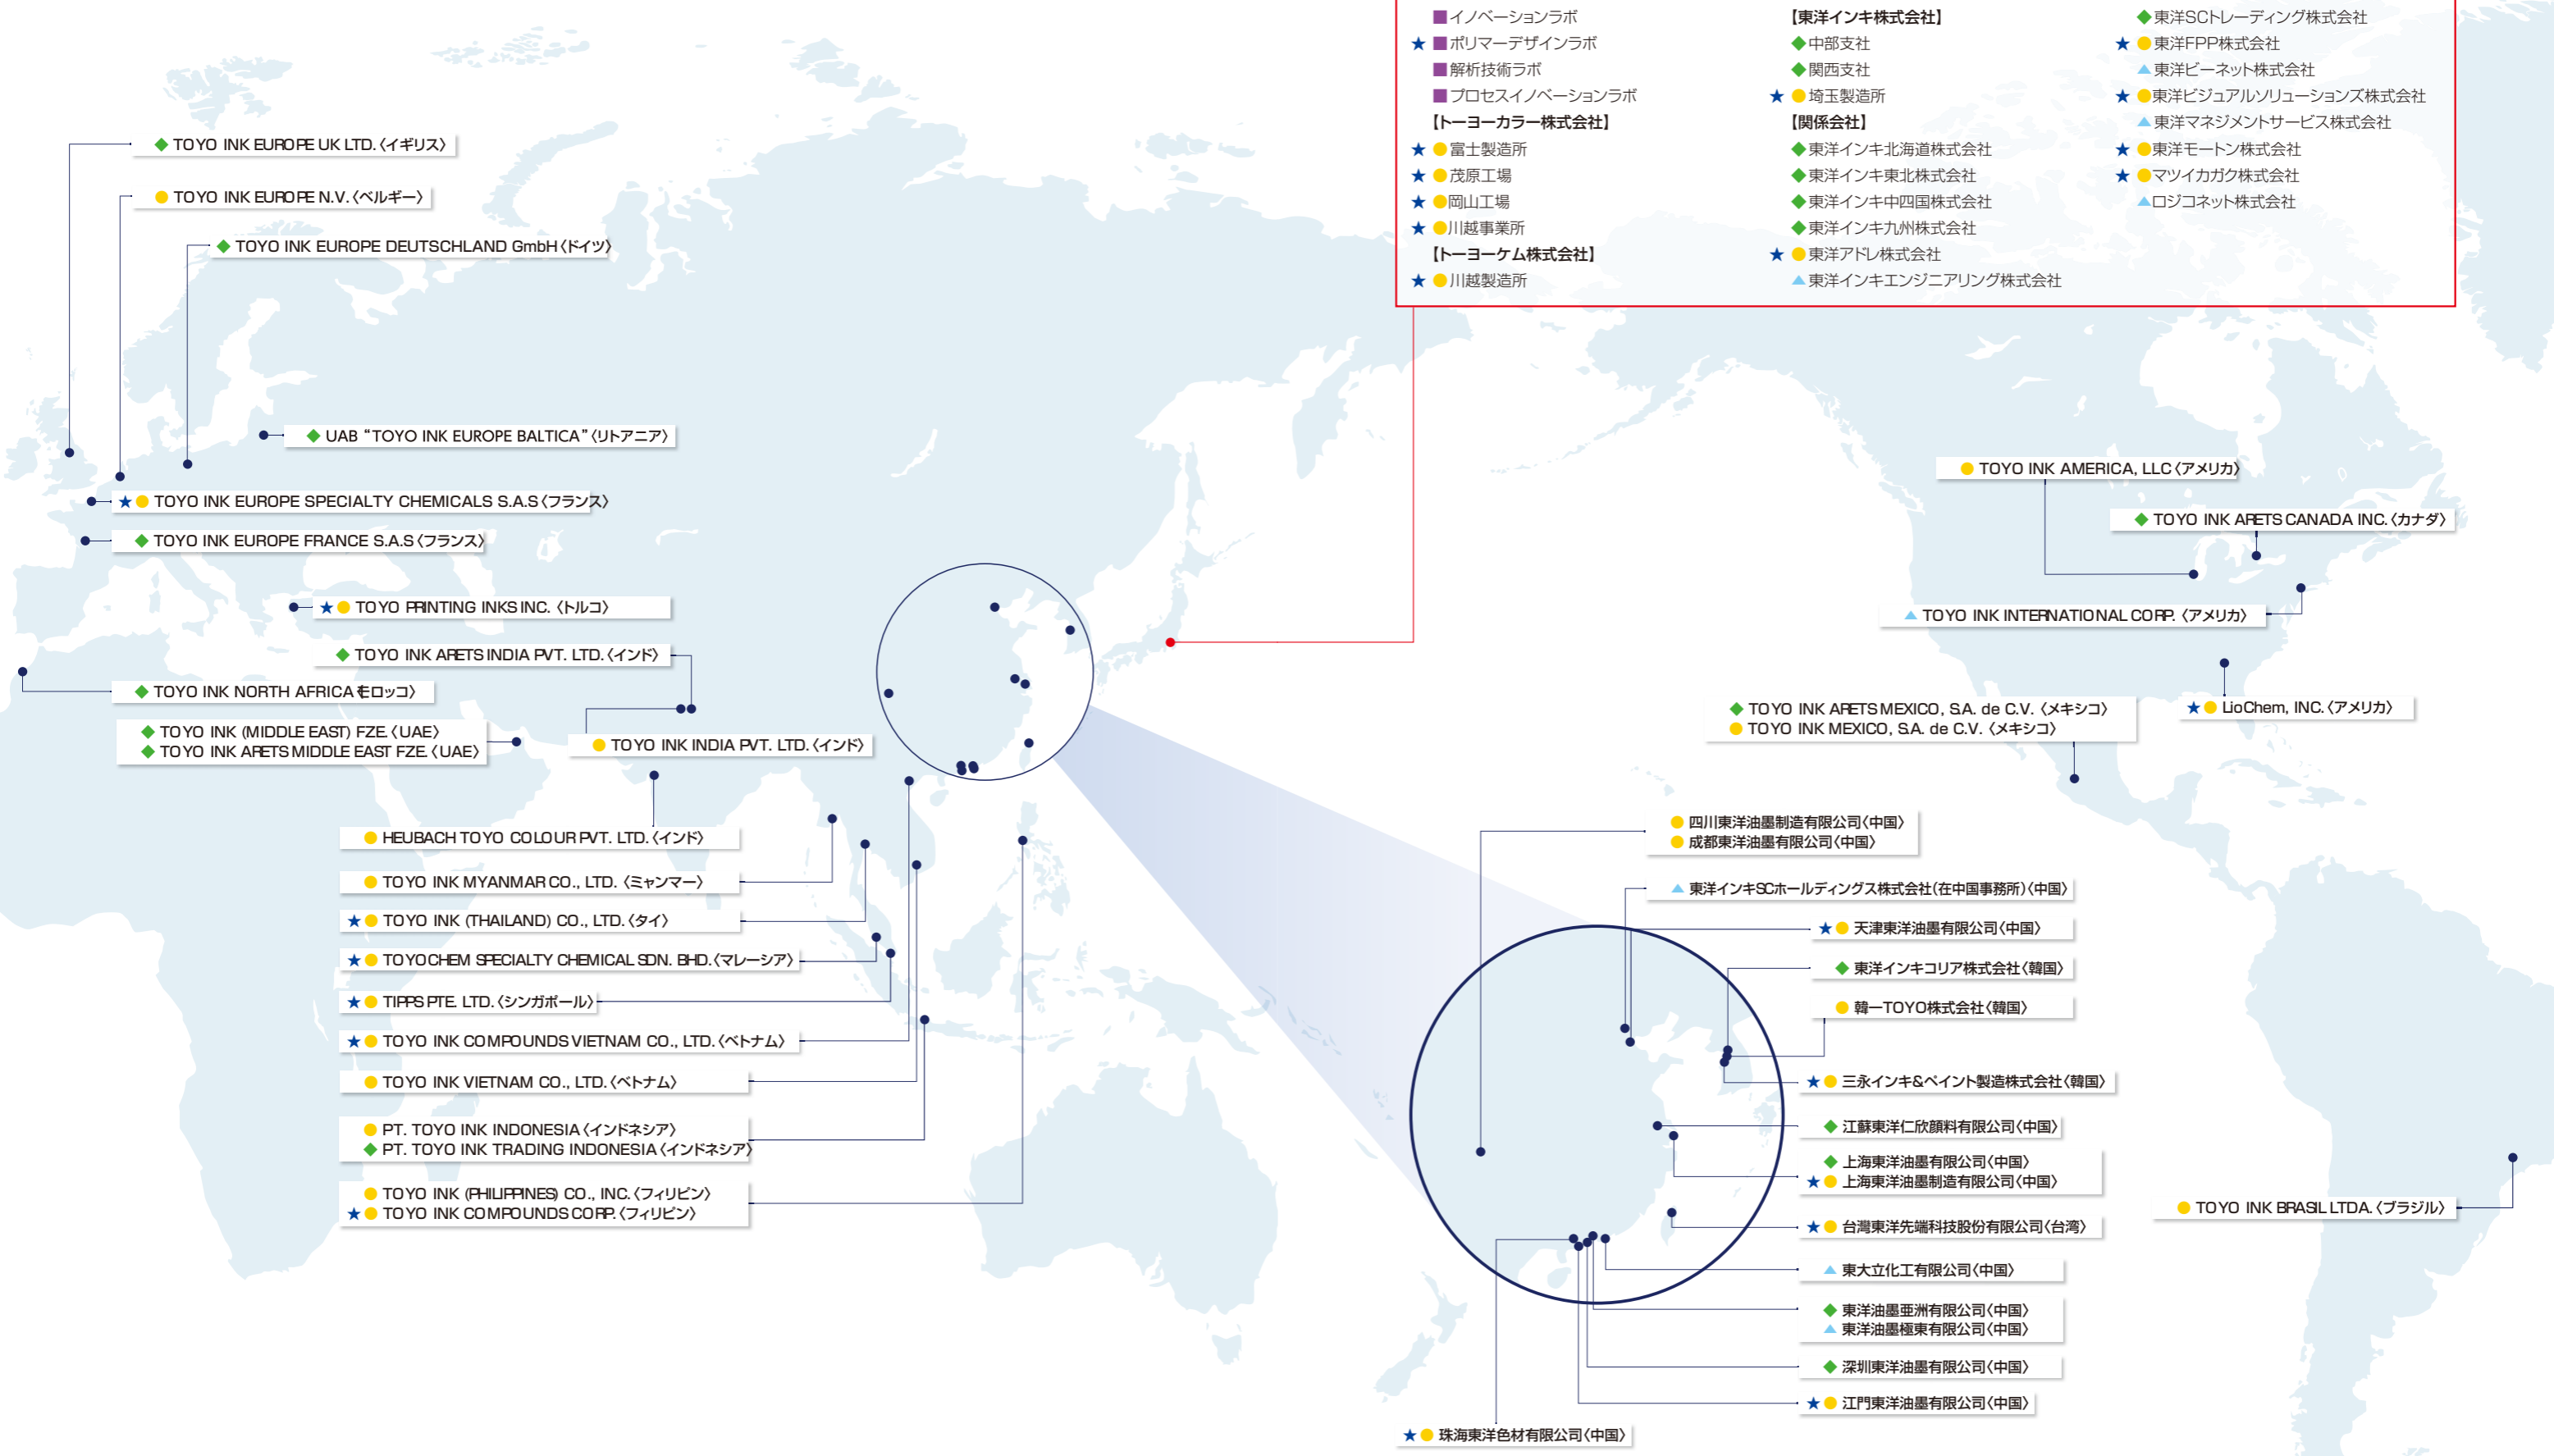 イノベーションラボ
ポリマーデザインラボ
解析技術ラボ
プロセスイノベーションラボ
【トーヨーカラー株式会社】
富士製造所
茂原工場
岡山工場
川越事業所
【トーヨーケム株式会社】
川越製造所
【東洋インキ株式会社】
中部支社
関西支社
埼玉製造所
【関係会社】
東洋インキ北海道株式会社
東洋インキ東北株式会社
東洋インキ中四国株式会社
東洋インキ九州株式会社
東洋アドレ株式会社
東洋インキエンジニアリング株式会社
東洋SCトレーディング株式会社
東洋FPP株式会社
東洋ビーネット株式会社
東洋ビジュアルソリューションズ株式会社
東洋マネジメントサービス株式会社
東洋モートン株式会社
マツイカガク株式会社
ロジコネット株式会社
TOYO INK EUROPE UK LTD.〈イギリス〉
TOYO INK EUROPE N.V.〈ベルギー〉
TOYO INK EUROPE DEUTSCHLAND GmbH〈ドイツ〉
UAB “TOYO INK EUROPE BALTICA”〈リトアニア〉
TOYO INK EUROPE SPECIALTY CHEMICALS S.A.S〈フランス〉
TOYO INK EUROPE FRANCE S.A.S〈フランス〉
TOYO PRINTING INKS INC.〈トルコ〉
TOYO INK ARETS INDIA PVT. LTD.〈インド〉
TOYO INK NORTH AFRICA〈モロッコ〉
TOYO INK (MIDDLE EAST) FZE.〈UAE〉
TOYO INK ARETS MIDDLE EAST FZE.〈UAE〉
TOYO INK INDIA PVT. LTD.〈インド〉
HEUBACH TOYO COLOUR PVT. LTD.〈インド〉
TOYO INK MYANMAR CO., LTD.〈ミャンマー〉
TOYO INK (THAILAND) CO., LTD.〈タイ〉
TOYOCHEM SPECIALTY CHEMICAL SDN. BHD.〈マレーシア〉
TIPPS PTE. LTD.〈シンガポール〉
TOYO INK COMPOUNDS VIETNAM CO., LTD.〈ベトナム〉
TOYO INK VIETNAM CO., LTD.〈ベトナム〉
PT. TOYO INK INDONESIA〈インドネシア〉
PT. TOYO INK TRADING INDONESIA〈インドネシア〉
TOYO INK (PHILIPPINES) CO., INC.〈フィリピン〉
TOYO INK COMPOUNDS CORP.〈フィリピン〉
TOYO INK AMERICA, LLC〈アメリカ〉
TOYO INK ARETS CANADA INC.〈カナダ〉
TOYO INK INTERNATIONAL CORP.〈アメリカ〉
LioChem, INC.〈アメリカ〉
TOYO INK ARETS MEXICO, S.A. de C.V.〈メキシコ〉
TOYO INK MEXICO, S.A. de C.V.〈メキシコ〉
四川東洋油墨制造有限公司〈中国〉
成都東洋油墨有限公司〈中国〉
東洋インキSCホールディングス株式会社(在中国事務所)〈中国〉
天津東洋油墨有限公司〈中国〉
東洋インキコリア株式会社〈韓国〉
韓一TOYO株式会社〈韓国〉
三永インキ&ペイント製造株式会社〈韓国〉
江蘇東洋仁欣顔料有限公司〈中国〉
上海東洋油墨有限公司〈中国〉
上海東洋油墨制造有限公司〈中国〉
台灣東洋先端科技股份有限公司〈台湾〉
東大立化工有限公司〈中国〉
東洋油墨亜洲有限公司〈中国〉
東洋油墨極東有限公司〈中国〉
深圳東洋油墨有限公司〈中国〉
江門東洋油墨有限公司〈中国〉
珠海東洋色材有限公司〈中国〉
TOYO INK BRASIL LTDA.〈ブラジル〉